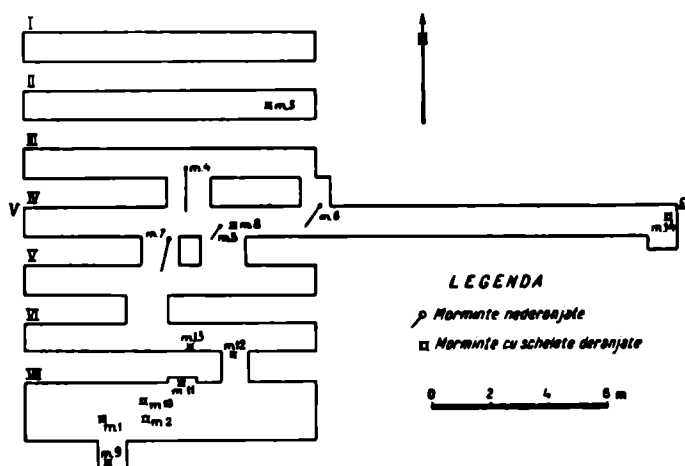 I
II
m.3
III
m.4
IV
V
m.6
m.8
m.5
m.7
m.14
V
LEGENDA
Morminte nederanjate
VI
m.13
m.12
Morminte cu schelete deranjate
m.11
m.10
0 2 4 6 m
m.1
m.2
m.9